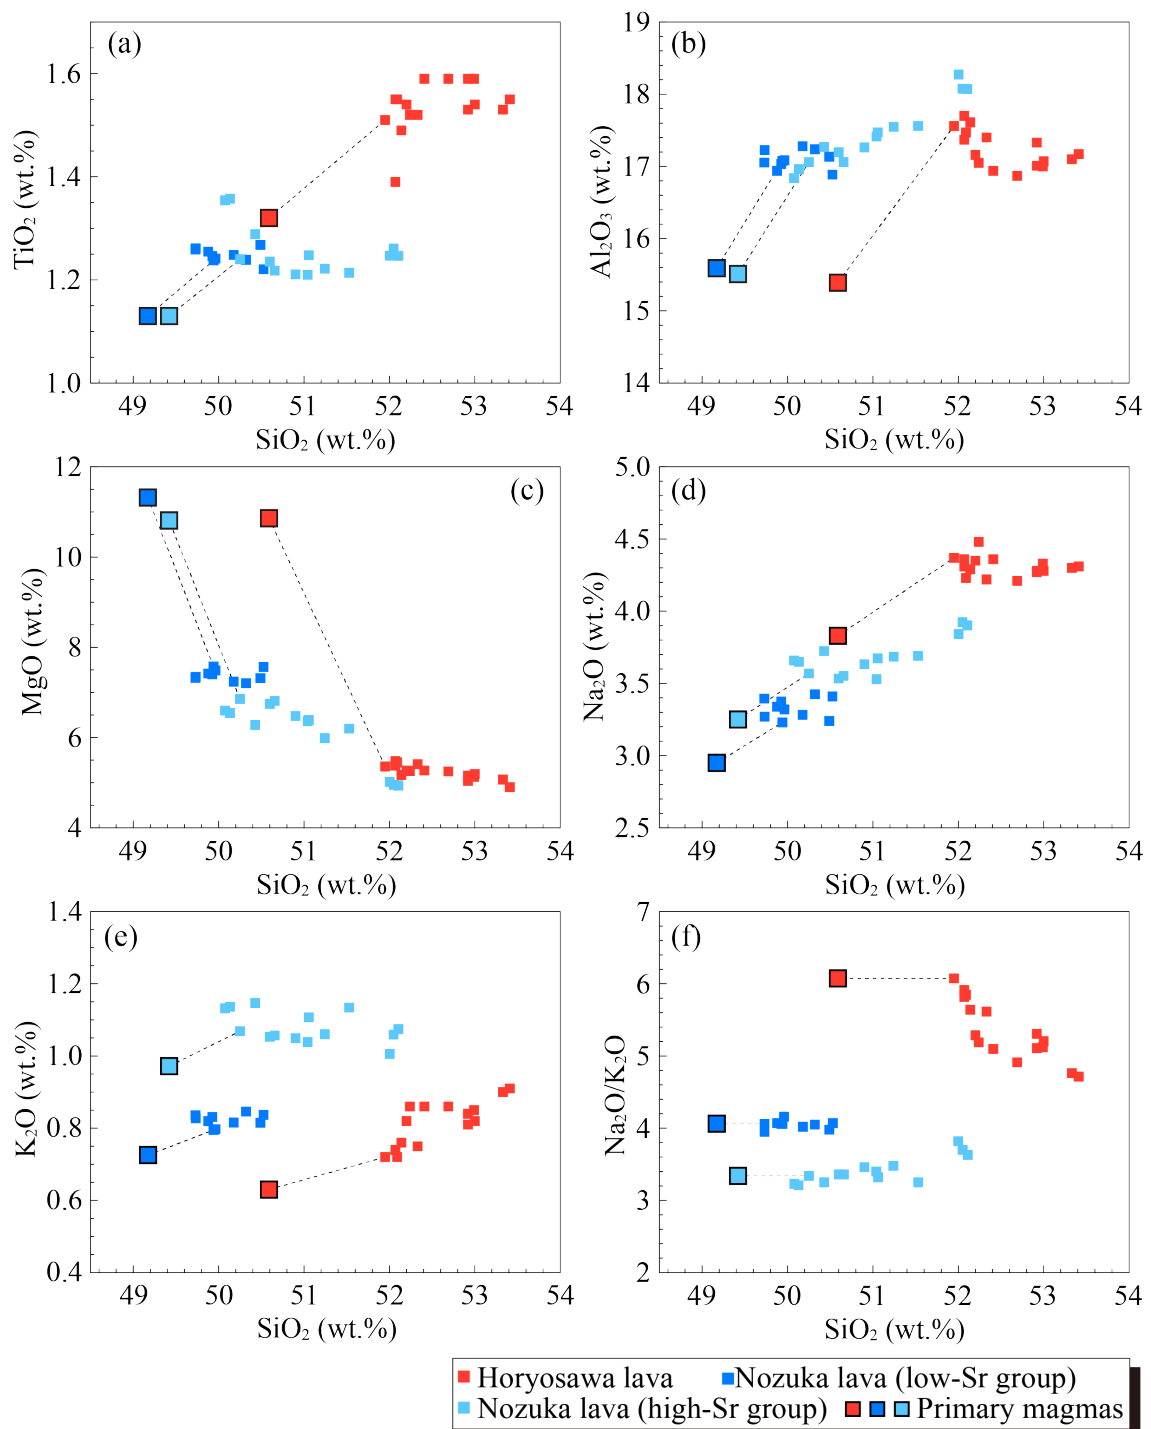 (a)
TiO₂ (wt.%)
1.6
1.4
1.2
1.0
49 50 51 52 53 54
SiO₂ (wt.%)
(b)
Al₂O₃ (wt.%)
19
18
17
16
15
14
49 50 51 52 53 54
SiO₂ (wt.%)
(c)
MgO (wt.%)
12
10
8
6
4
49 50 51 52 53 54
SiO₂ (wt.%)
(d)
Na₂O (wt.%)
5.0
4.5
4.0
3.5
3.0
2.5
49 50 51 52 53 54
SiO₂ (wt.%)
(e)
K₂O (wt.%)
1.4
1.2
1.0
0.8
0.6
0.4
49 50 51 52 53 54
SiO₂ (wt.%)
(f)
Na₂O/K₂O
7
6
5
4
3
2
49 50 51 52 53 54
SiO₂ (wt.%)
Horyosawa lava Nozuka lava (low-Sr group)
Nozuka lava (high-Sr group) Primary magmas